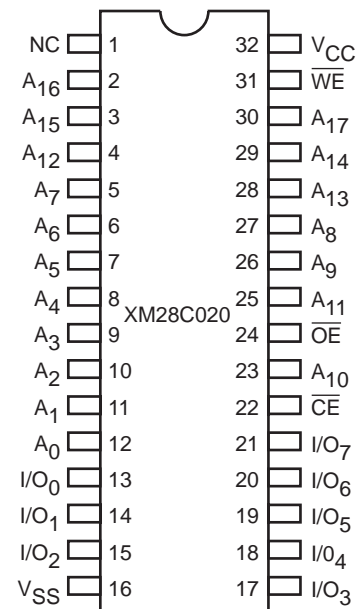 NC 1 32 VCC
A16 2 31 WE
A15 3 30 A17
A12 4 29 A14
A7 5 28 A13
A6 6 27 A8
A5 7 26 A9
A4 8 25 A11
XM28C020
A3 9 24 OE
A2 10 23 A10
A1 11 22 CE
A0 12 21 I/O7
I/O0 13 20 I/O6
I/O1 14 19 I/O5
I/O2 15 18 I/04
VSS 16 17 I/O3